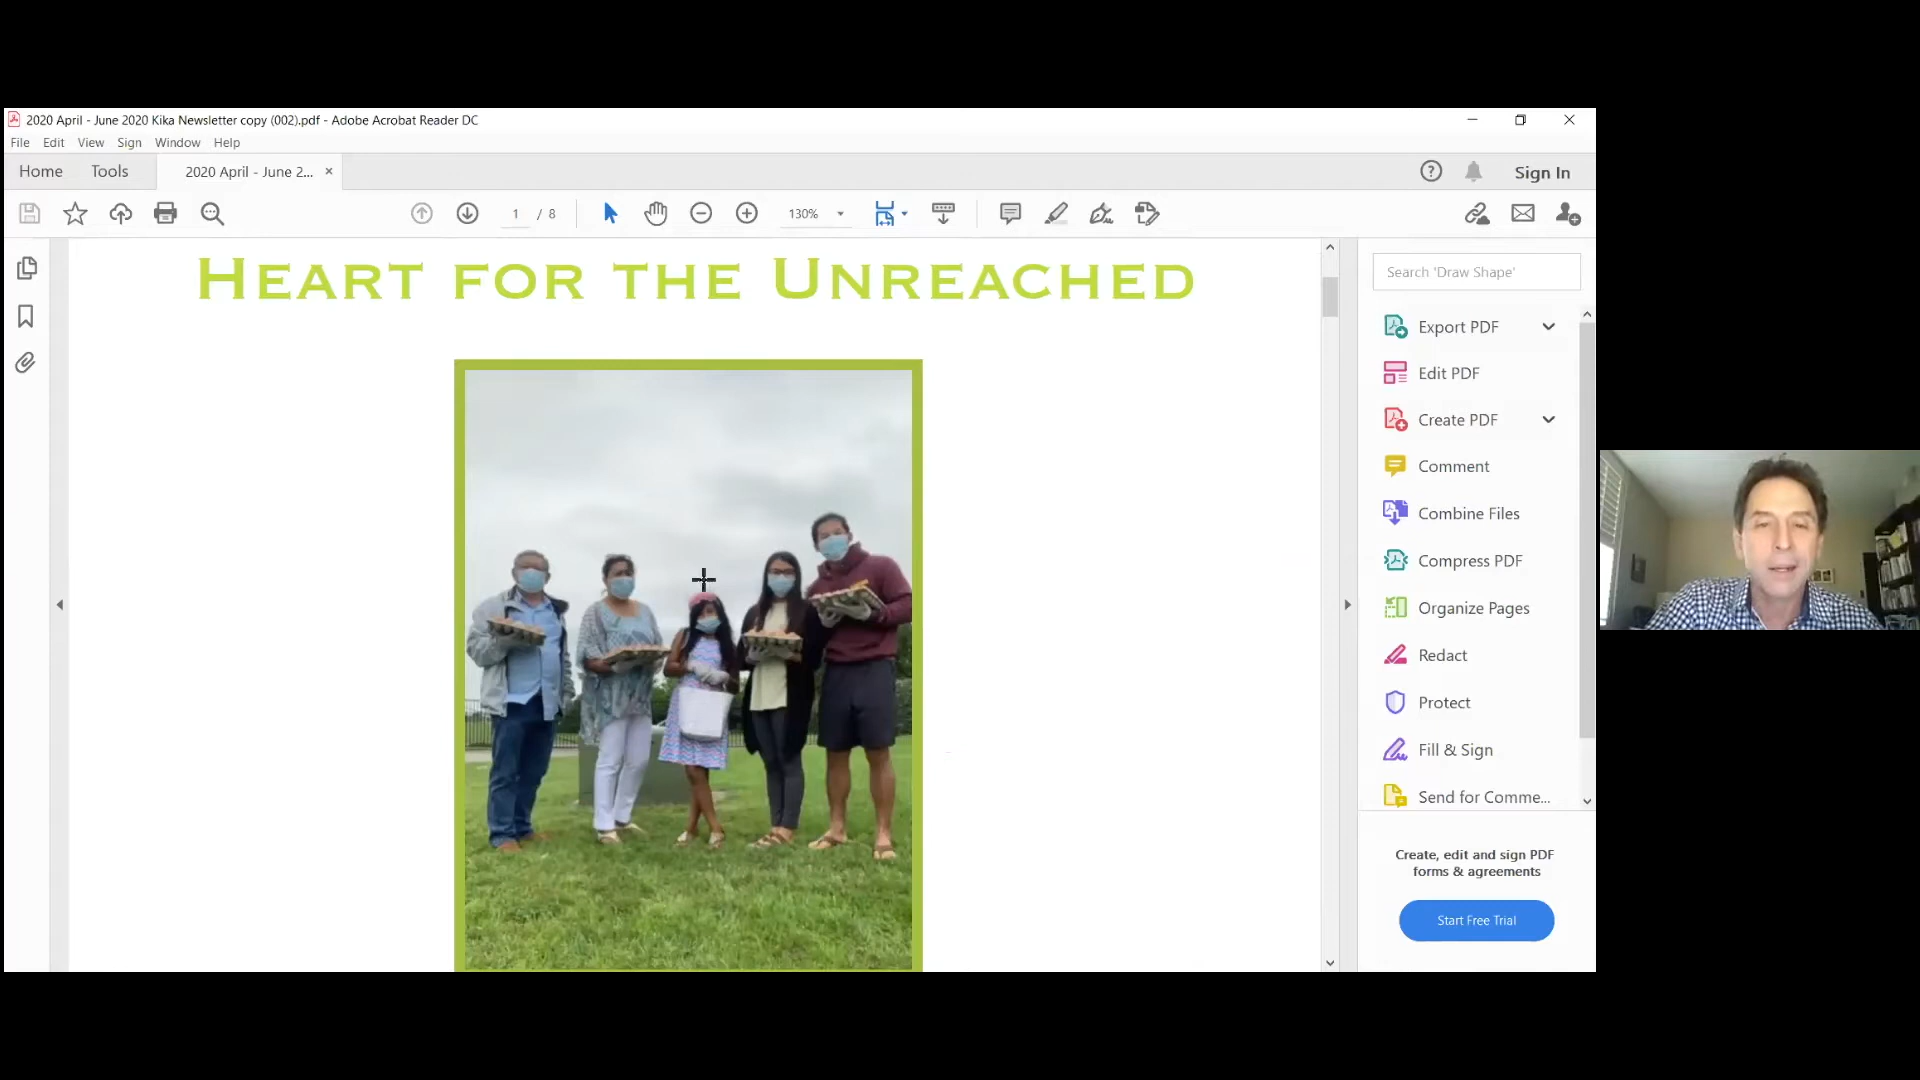 2020 April - June 2020 Kika Newsletter copy (002).pdf - Adobe Acrobat Reader DC
File Edit View Sign Window Help
Home Tools 2020 April - June 2... × Sign In
1 / 8 130%
HEART FOR THE UNREACHED
Search 'Draw Shape'
Export PDF
Edit PDF
Create PDF
Comment
Combine Files
Compress PDF
Organize Pages
Redact
Protect
Fill & Sign
Send for Comme...
Create, edit and sign PDF
forms & agreements
Start Free Trial